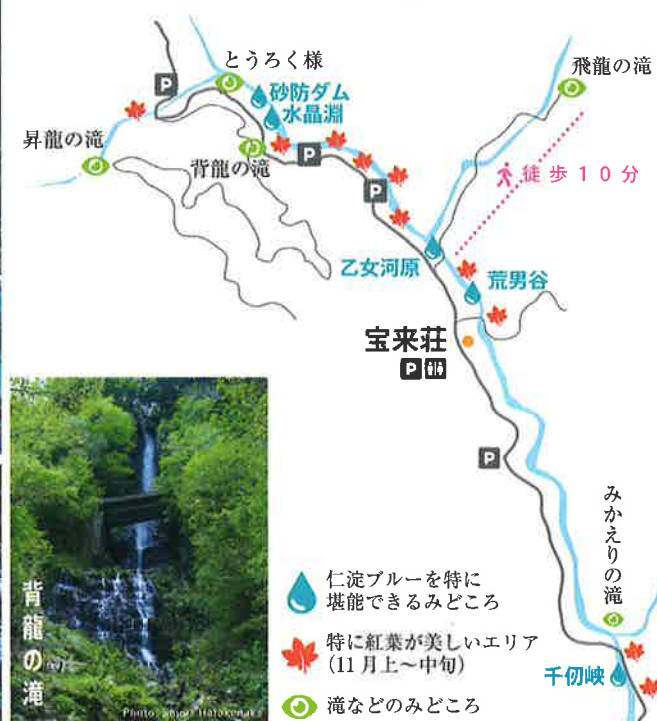 とうろく様
飛龍の滝
P
砂防ダム
水晶淵
昇龍の滝
背龍の滝
P
P
徒歩10分
乙女河原
荒男谷
宝来荘
P
P
みかえりの滝
背龍の滝
仁淀ブルーを特に
堪能できるみどころ
特に紅葉が美しいエリア
(11月上〜中旬)
千仞峡
滝などのみどころ